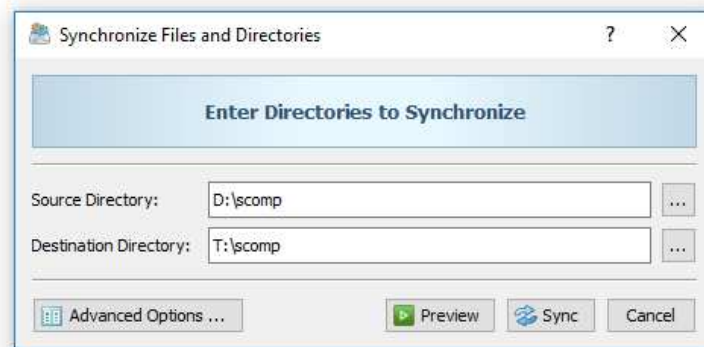 Synchronize Files and Directories ?
Enter Directories to Synchronize
Source Directory: D:\scomp ...
Destination Directory: T:\scomp ...
Advanced Options ... Preview Sync Cancel